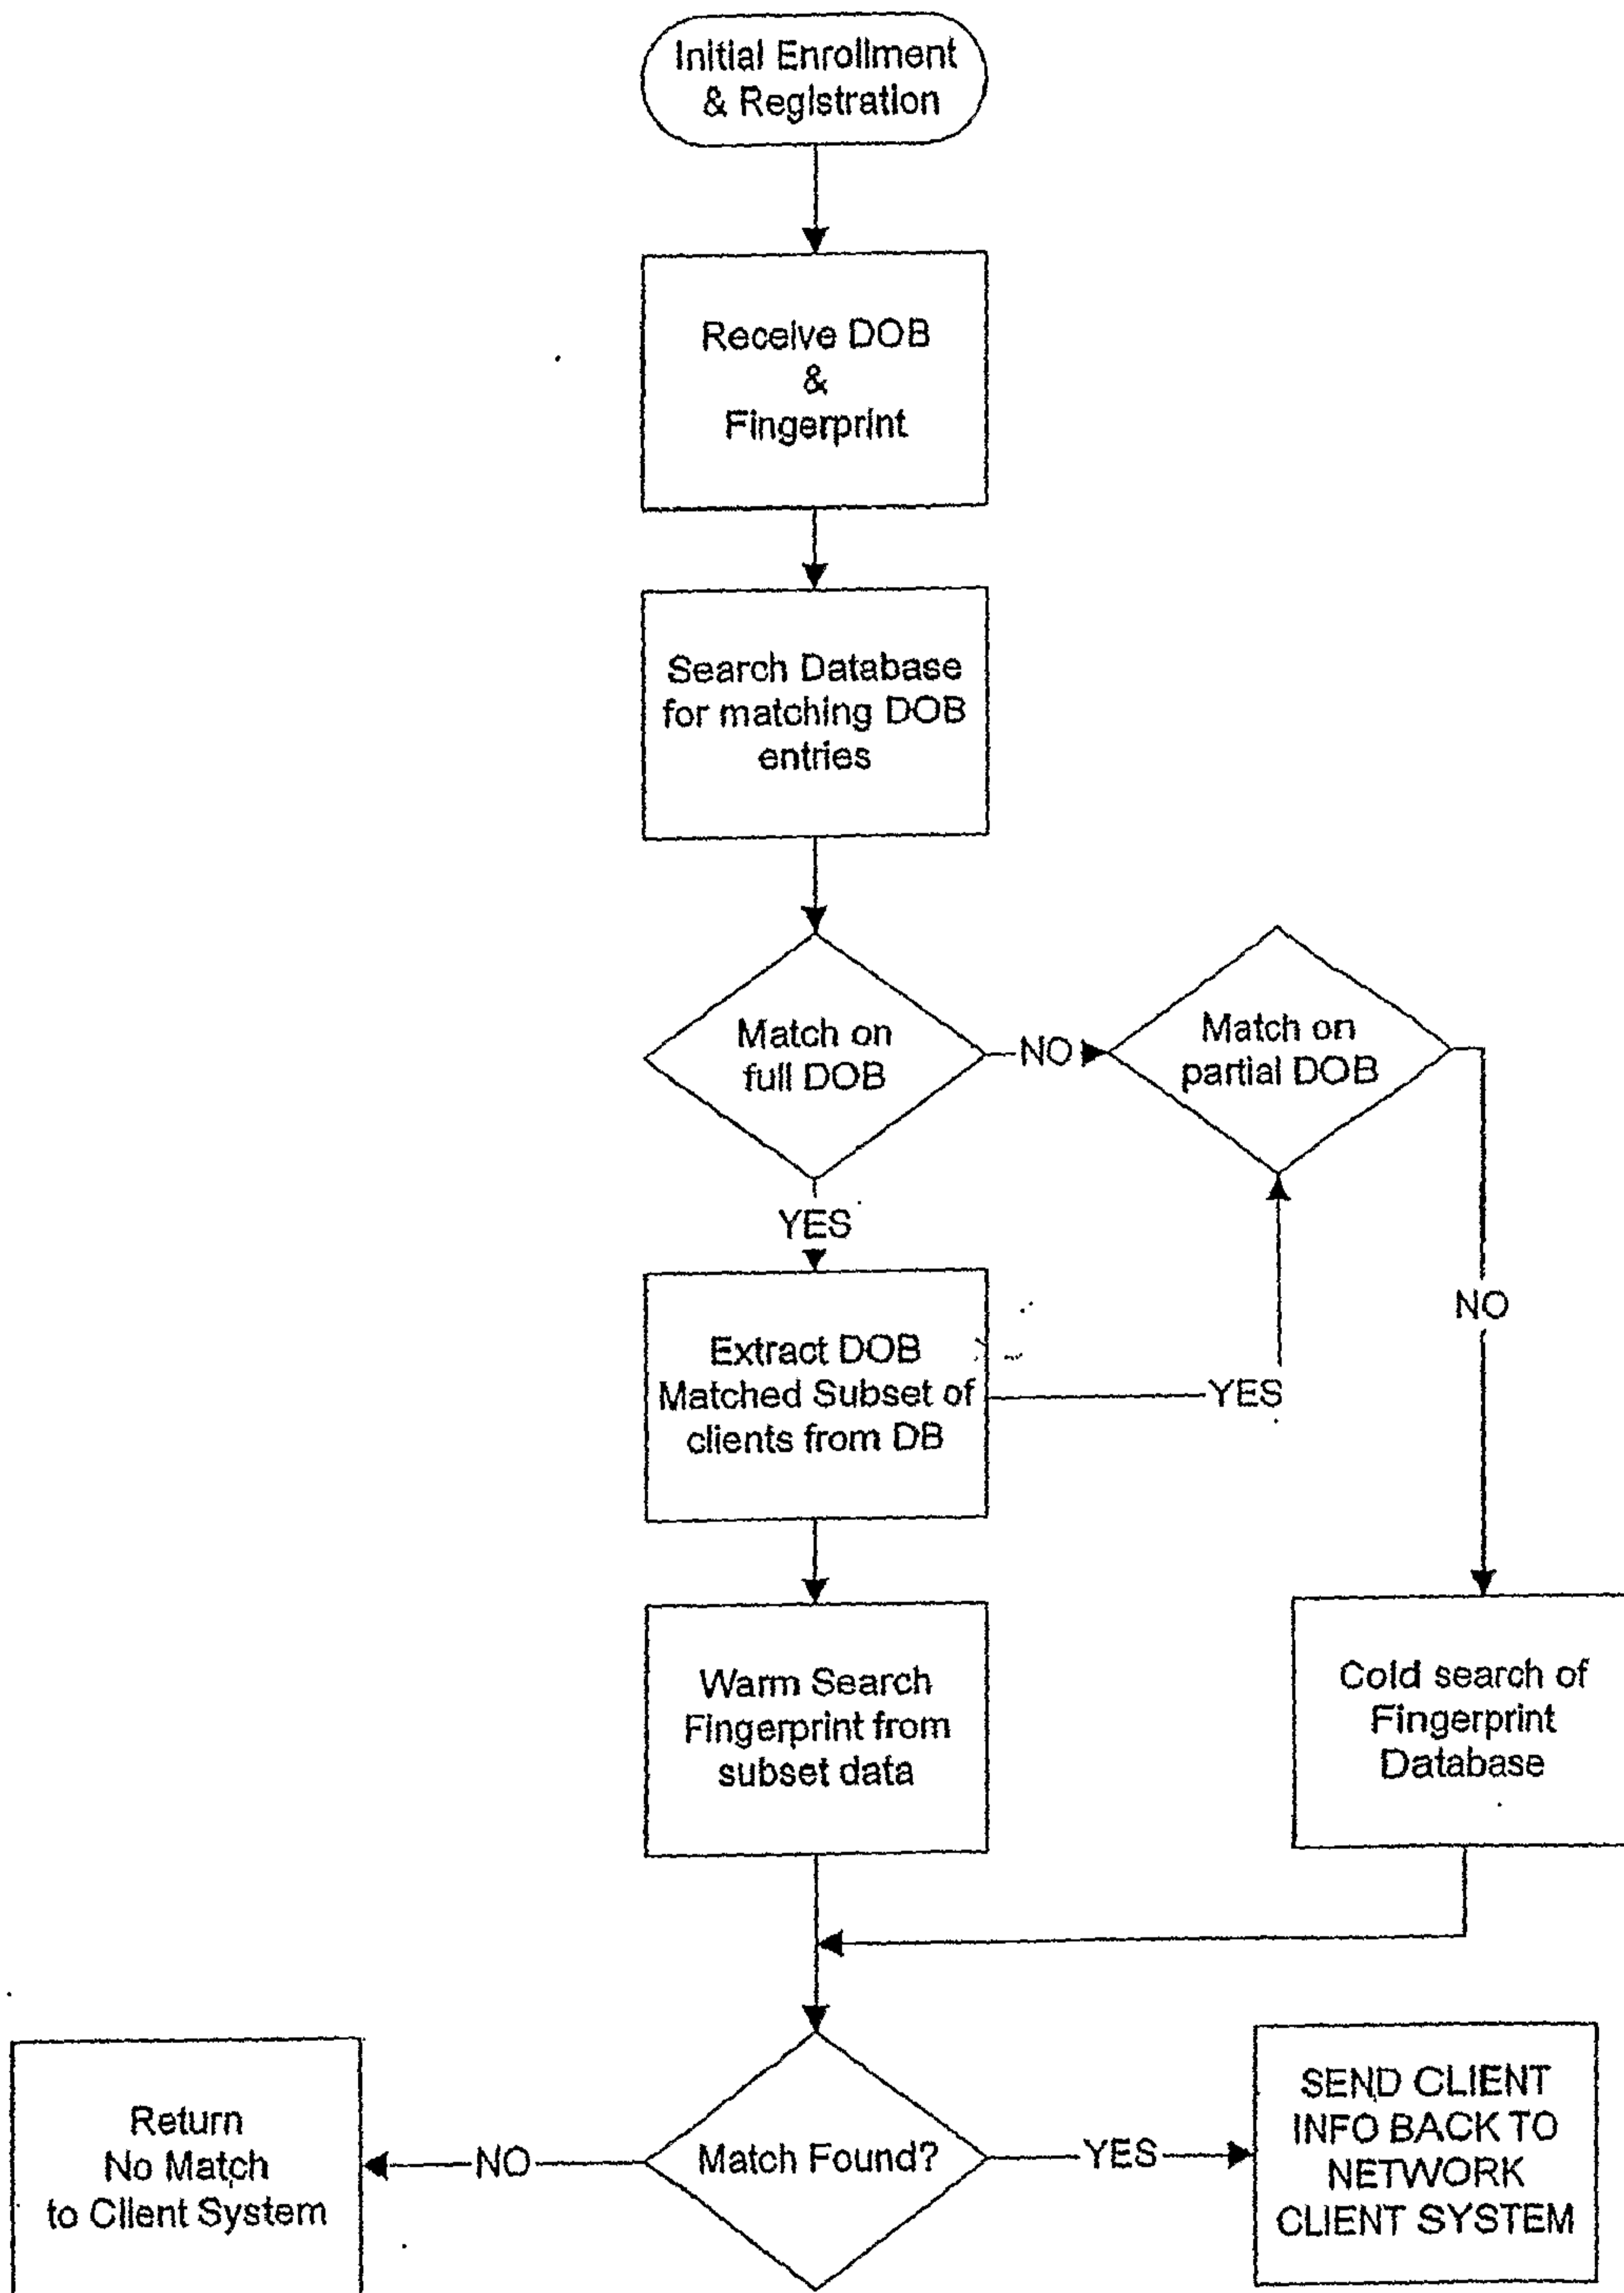 Initial Enrollment
& Registration
Receive DOB
&
Fingerprint
Search Database
for matching DOB
entries
Match on
full DOB
NO
Match on
partial DOB
YES
NO
Extract DOB
Matched Subset of
clients from DB
YES
Warm Search
Fingerprint from
subset data
Cold search of
Fingerprint
Database
Return
No Match
to Client System
NO
Match Found?
YES
SEND CLIENT
INFO BACK TO
NETWORK
CLIENT SYSTEM